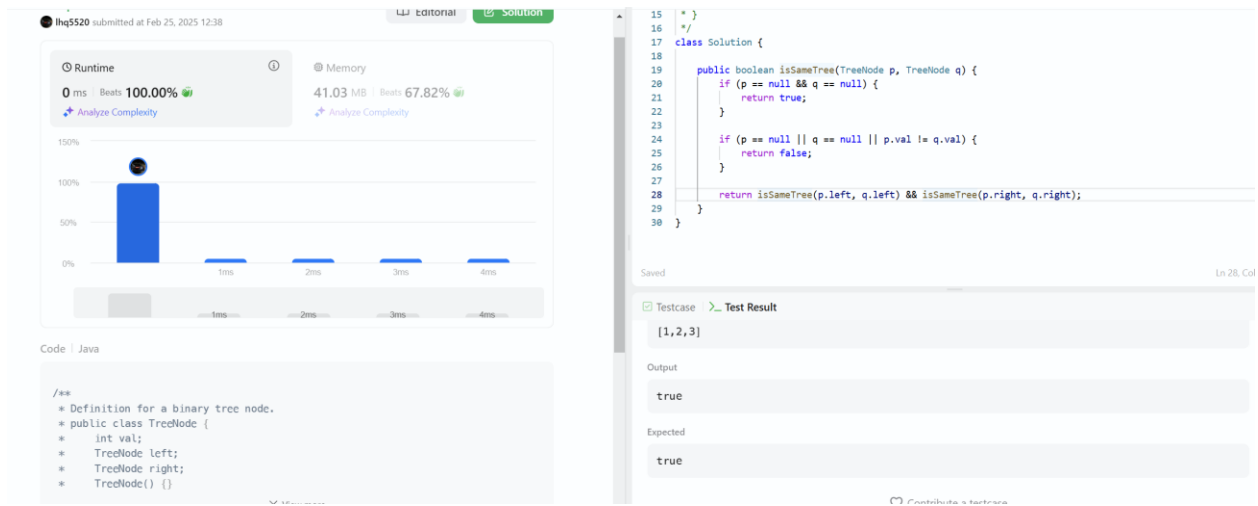 lhq5520 submitted at Feb 25, 2025 12:38
Editorial
Solution
Runtime
0 ms | Beats 100.00%
Analyze Complexity
Memory
41.03 MB | Beats 67.82%
Analyze Complexity
150%
100%
50%
0%
1ms 2ms 3ms 4ms
1ms 2ms 3ms 4ms
Code | Java
/**
 * Definition for a binary tree node.
 * public class TreeNode {
 *     int val;
 *     TreeNode left;
 *     TreeNode right;
 *     TreeNode() {}
View more
15  * }
16  */
17 class Solution {
18
19     public boolean isSameTree(TreeNode p, TreeNode q) {
20         if (p == null && q == null) {
21             return true;
22         }
23
24         if (p == null || q == null || p.val != q.val) {
25             return false;
26         }
27
28         return isSameTree(p.left, q.left) && isSameTree(p.right, q.right);
29     }
30 }
Saved
Ln 28, Col
Testcase | >_ Test Result
[1,2,3]
Output
true
Expected
true
Contribute a testcase